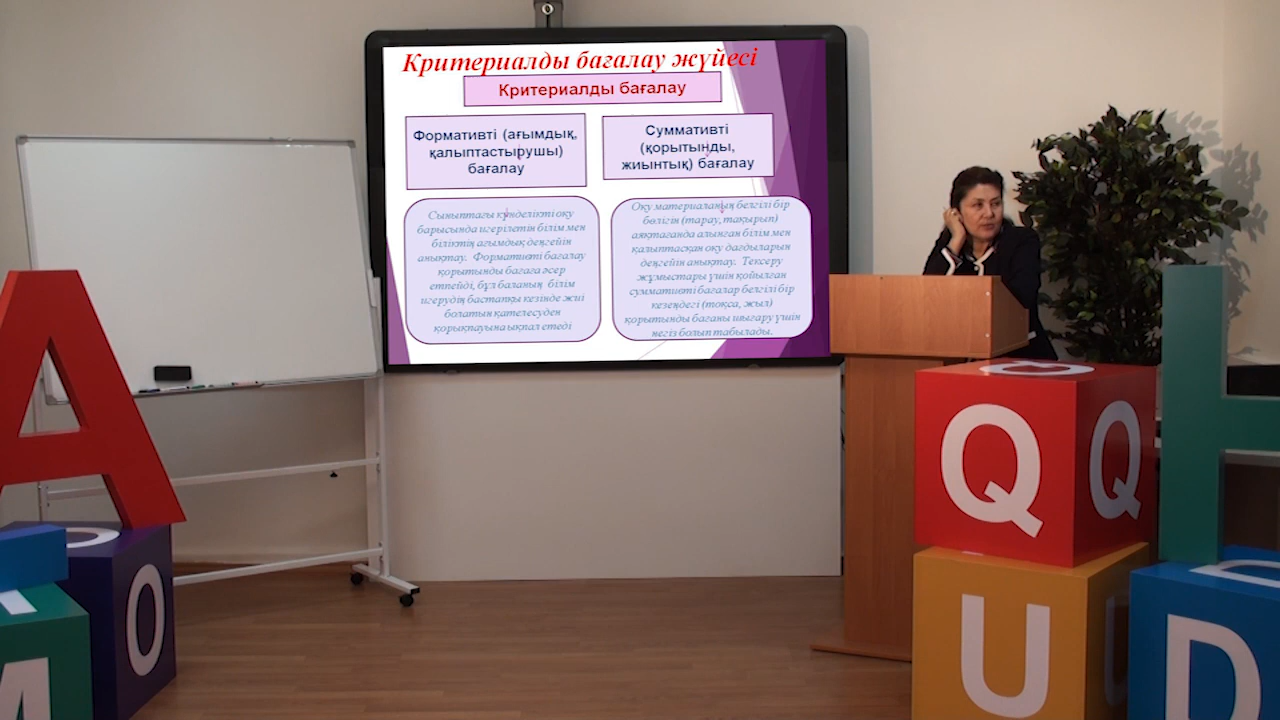 Критериалды бағалау жүйесі
Критериалды бағалау
Формативті (ағымдық,
қалыптастырушы)
бағалау
Суммативті
(қорытынды,
жиынтық) бағалау
Сыныптағы күнделікті оқу
барысында игерілетін білім мен
біліктің ағымдық деңгейін
анықтау. Формативті бағалау
қорытынды бағаға әсер
етпейді, бұл баланың білім
игерудің бастапқы кезінде жиі
болатын қателесуден
қорықпауына ықпал етеді
Оқу материаланың белгілі бір
бөлігін (тарау, тақырып)
аяқтағанда алынған білім мен
қалыптасқан оқу дағдыларын
деңгейін анықтау. Тексеру
жұмыстары үшін қойылған
суммативті бағалар белгілі бір
кезеңдегі (тоқса, жыл)
қорытынды бағаны шығару үшін
негіз болып табылады.
A
O
Q
Q
U
D